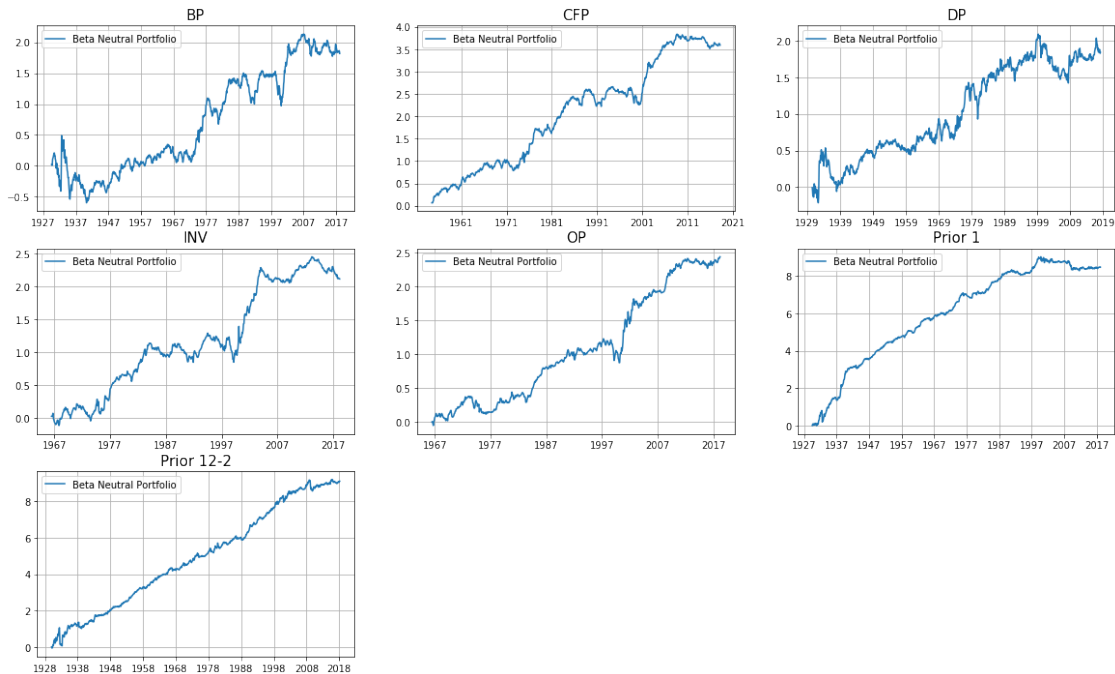 BP
Beta Neutral Portfolio
2.0
1.5
1.0
0.5
0.0
−0.5
1927 1937 1948 1957 1967 1977 1987 1997 2007 2017
CFP
Beta Neutral Portfolio
4.0
3.5
3.0
2.5
2.0
1.5
1.0
0.5
0.0
1961 1971 1981 1991 2001 2011 2021
DP
Beta Neutral Portfolio
2.0
1.5
1.0
0.5
0.0
1929 1939 1949 1959 1969 1979 1989 1999 2009 2019
INV
Beta Neutral Portfolio
2.5
2.0
1.5
1.0
0.5
0.0
1967 1977 1987 1997 2007 2017
OP
Beta Neutral Portfolio
2.5
2.0
1.5
1.0
0.5
0.0
1967 1977 1987 1997 2007 2017
Prior 1
Beta Neutral Portfolio
8
6
4
2
0
1927 1937 1947 1957 1967 1977 1987 1997 2007 2017
Prior 12-2
Beta Neutral Portfolio
8
6
4
2
0
1928 1938 1948 1958 1968 1978 1988 1998 2008 2018